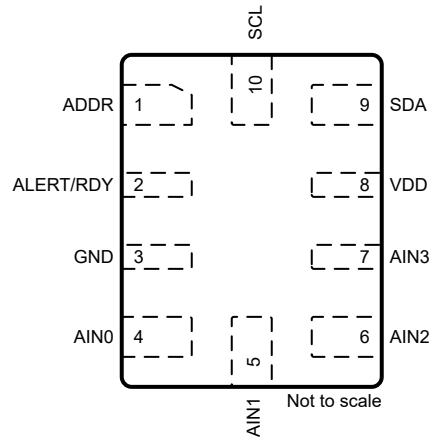 SCL
10
ADDR 1
9 SDA
ALERT/RDY 2
8 VDD
GND 3
7 AIN3
AIN0 4
6 AIN2
5
AIN1
Not to scale